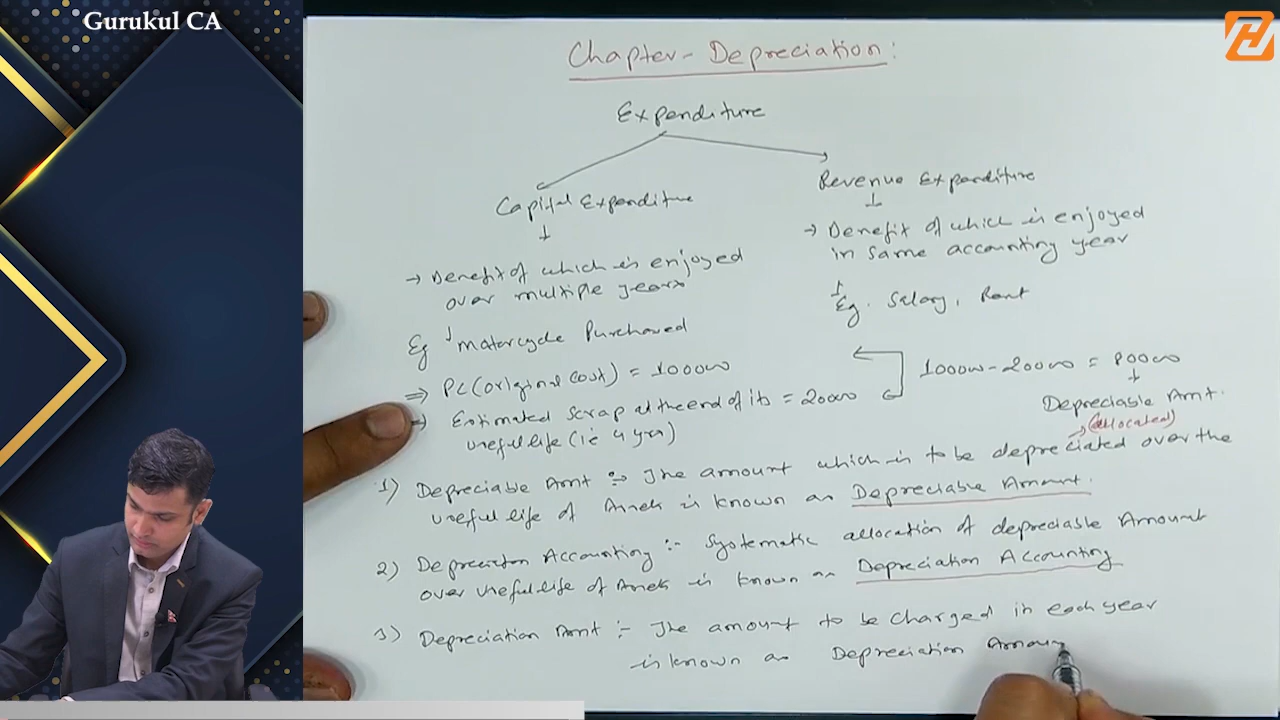 Gurukul CA
Chapter - Depreciation :
Expenditure
Capital Expenditure
→ Benefit of which is enjoyed
over multiple years
Eg motorcycle Purchased
⇒ PC (original cost) = 100000
→ Estimated Scrap at the end of its = 20000
useful life (ie 4 yrs)
Revenue Expenditure
→ Benefit of which is enjoyed
in same accounting year
Eg. Salary, Rent
100000 - 20000 = 80000
Depreciable Amt.
(allocated)
1) Depreciable Amt :- The amount which is to be depreciated over the
useful life of Assets is known as Depreciable Amount.
2) Depreciation Accounting :- Systematic allocation of depreciable Amount
over useful life of Assets is known as Depreciation Accounting
3) Depreciation Amt :- The amount to be charged in each year
is known as Depreciation Amoun